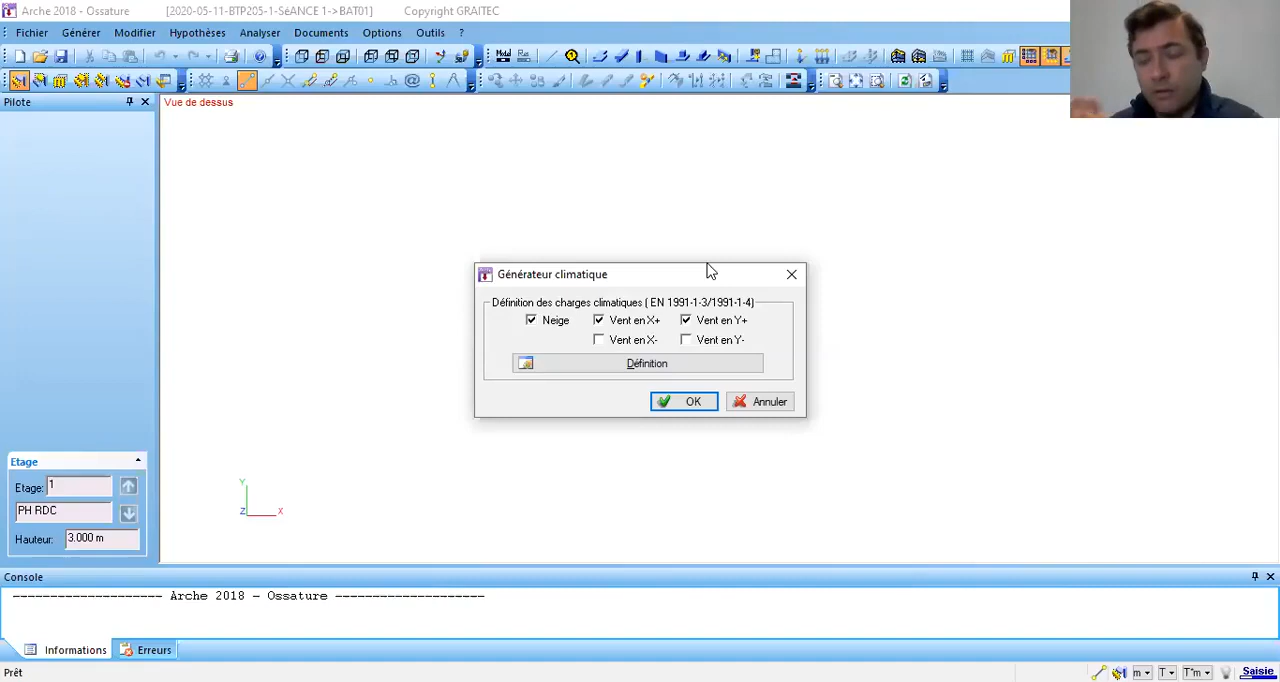 Arche 2018 - Ossature [2020-05-11-BTP205-1-SéANCE 1->BAT01] Copyright GRAITEC
Fichier Générer Modifier Hypothèses Analyser Documents Options Outils ?
Pilote
Vue de dessus
Générateur climatique
Définition des charges climatiques ( EN 1991-1-3/1991-1-4)
Neige Vent en X+ Vent en Y+
Vent en X- Vent en Y-
Définition
OK Annuler
Etage
Etage: 1
PH RDC
Hauteur: 3.000 m
Y
Z X
Console
--------------------- Arche 2018 - Ossature ---------------------
Informations Erreurs
Prêt m T T*m Saisie